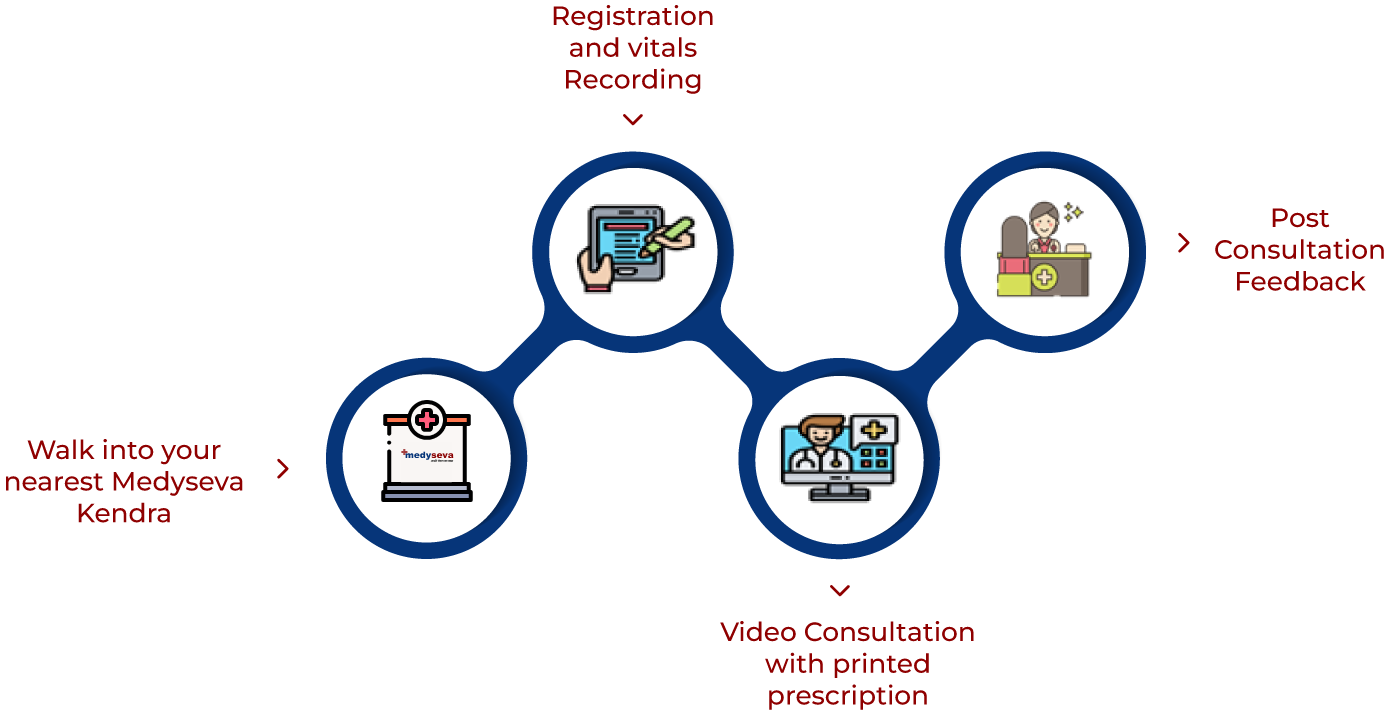 Registration
and vitals
Recording
Post
Consultation
Feedback
Walk into your
nearest Medyseva
Kendra
medyseva
Video Consultation
with printed
prescription